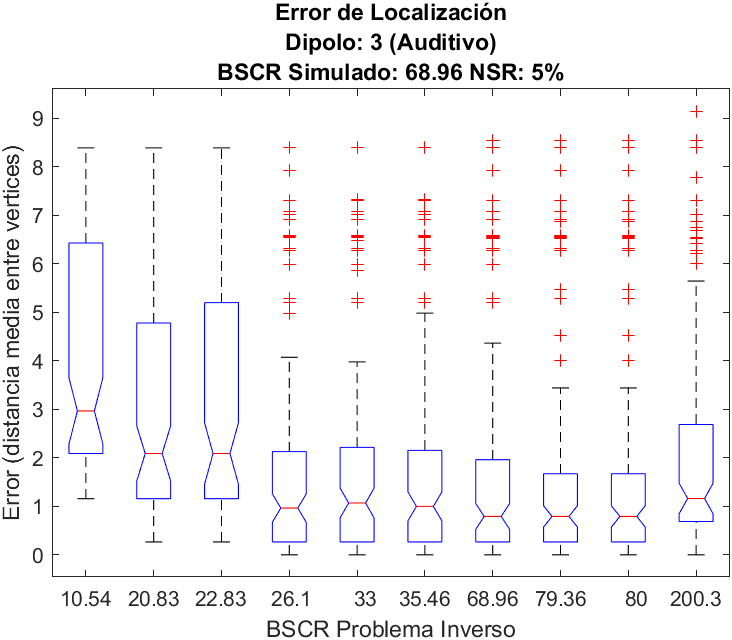 Error de Localización
Dipolo: 3 (Auditivo)
BSCR Simulado: 68.96 NSR: 5%
Error (distancia media entre vertices)
9
8
7
6
5
4
3
2
1
0
10.54 20.83 22.83 26.1 33 35.46 68.96 79.36 80 200.3
BSCR Problema Inverso